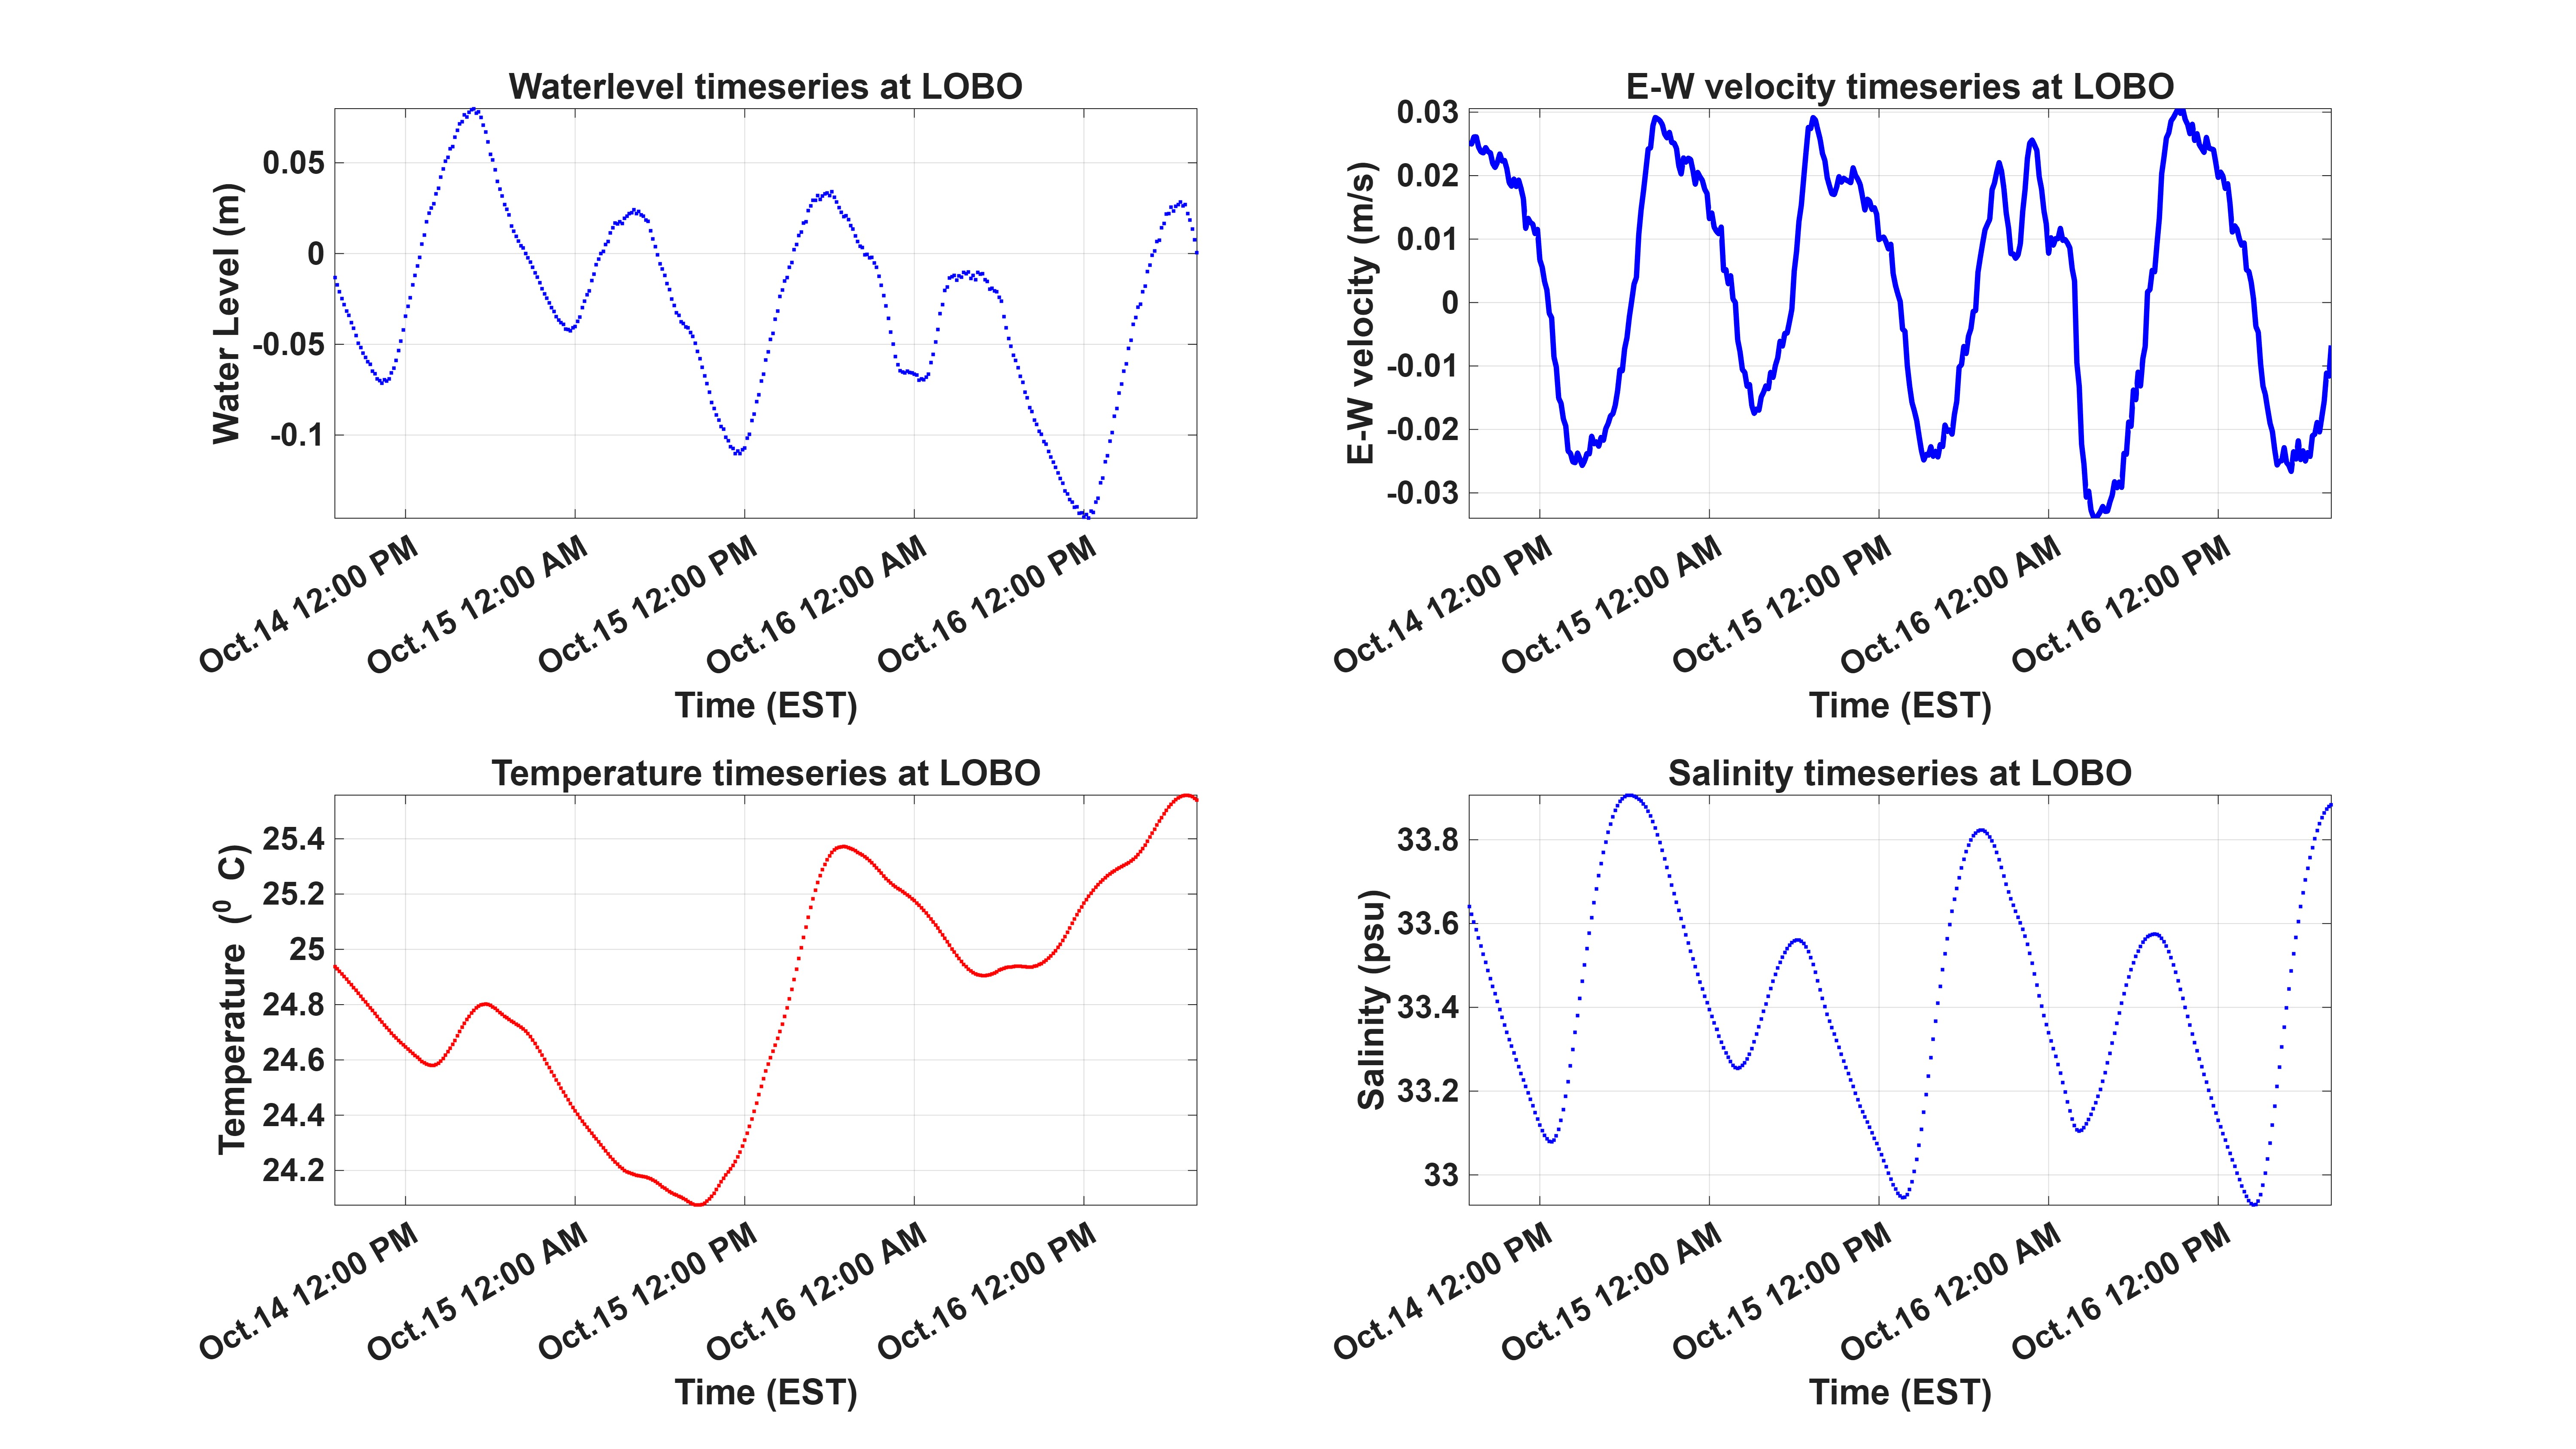 Waterlevel timeseries at LOBO
Water Level (m)
0.05
0
-0.05
-0.1
Oct.14 12:00 PM
Oct.15 12:00 AM
Oct.15 12:00 PM
Oct.16 12:00 AM
Oct.16 12:00 PM
Time (EST)
E-W velocity timeseries at LOBO
E-W velocity (m/s)
0.03
0.02
0.01
0
-0.01
-0.02
-0.03
Oct.14 12:00 PM
Oct.15 12:00 AM
Oct.15 12:00 PM
Oct.16 12:00 AM
Oct.16 12:00 PM
Time (EST)
Temperature timeseries at LOBO
Temperature (⁰ C)
25.4
25.2
25
24.8
24.6
24.4
24.2
Oct.14 12:00 PM
Oct.15 12:00 AM
Oct.15 12:00 PM
Oct.16 12:00 AM
Oct.16 12:00 PM
Time (EST)
Salinity timeseries at LOBO
Salinity (psu)
33.8
33.6
33.4
33.2
33
Oct.14 12:00 PM
Oct.15 12:00 AM
Oct.15 12:00 PM
Oct.16 12:00 AM
Oct.16 12:00 PM
Time (EST)